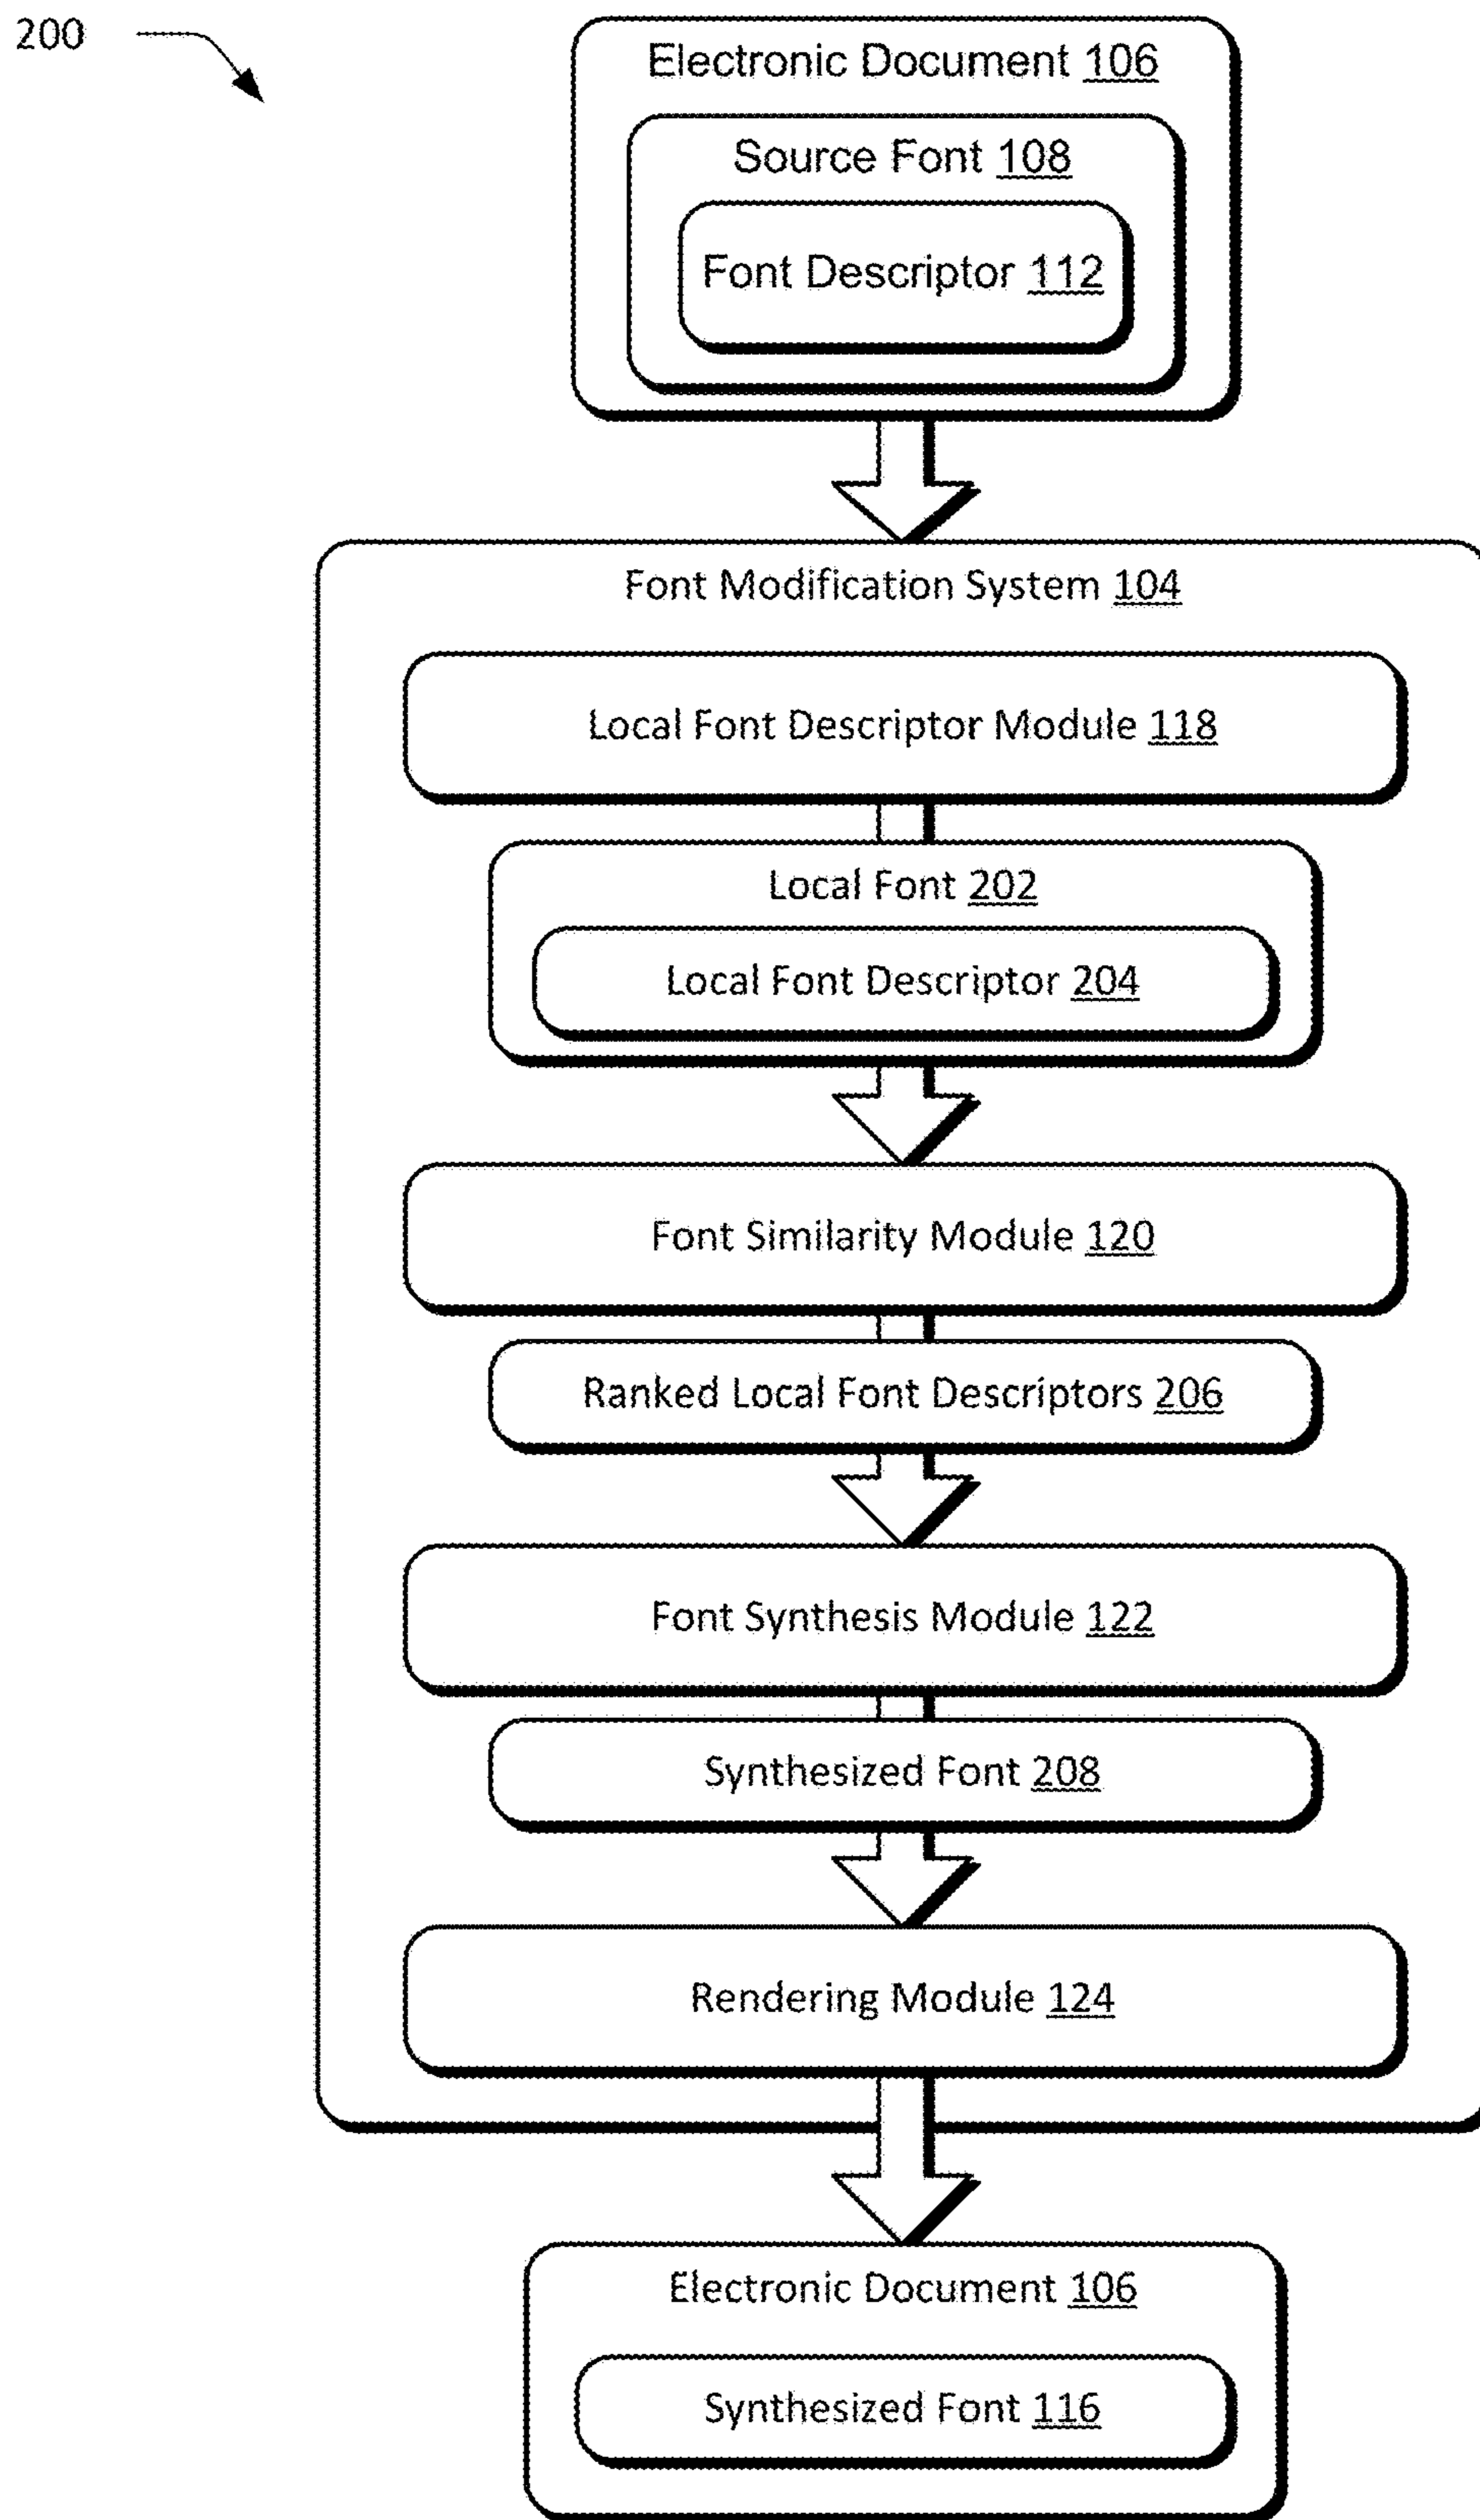 200
Electronic Document 106
Source Font 108
Font Descriptor 112
Font Modification System 104
Local Font Descriptor Module 118
Local Font 202
Local Font Descriptor 204
Font Similarity Module 120
Ranked Local Font Descriptors 206
Font Synthesis Module 122
Synthesized Font 208
Rendering Module 124
Electronic Document 106
Synthesized Font 116